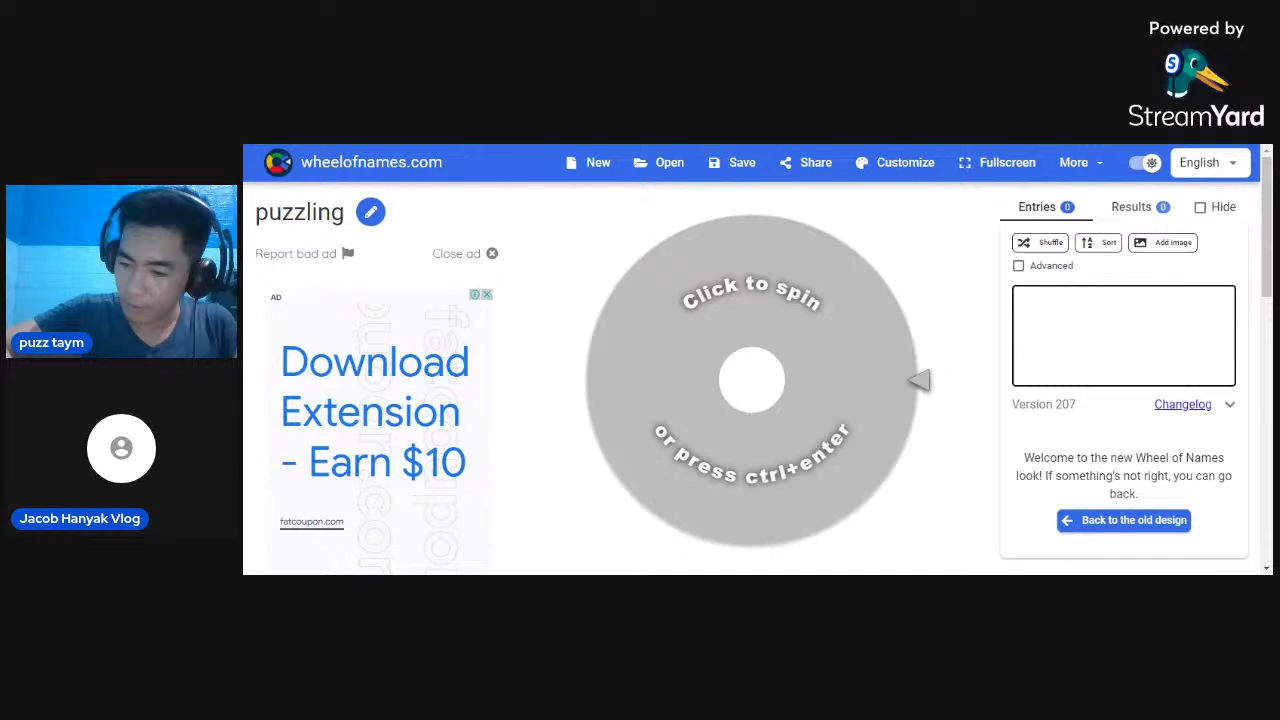 Powered by
S
StreamYard
wheelofnames.com
New
Open
Save
Share
Customize
Fullscreen
More
English
puzzling
Report bad ad
Close ad
AD
Download
Extension
- Earn $10
fatcoupon.com
Click to spin
or press ctrl+enter
Entries 0
Results 0
Hide
Shuffle
Sort
Add image
Advanced
Version 207
Changelog
Welcome to the new Wheel of Names
look! If something's not right, you can go
back.
Back to the old design
puzz taym
Jacob Hanyak Vlog